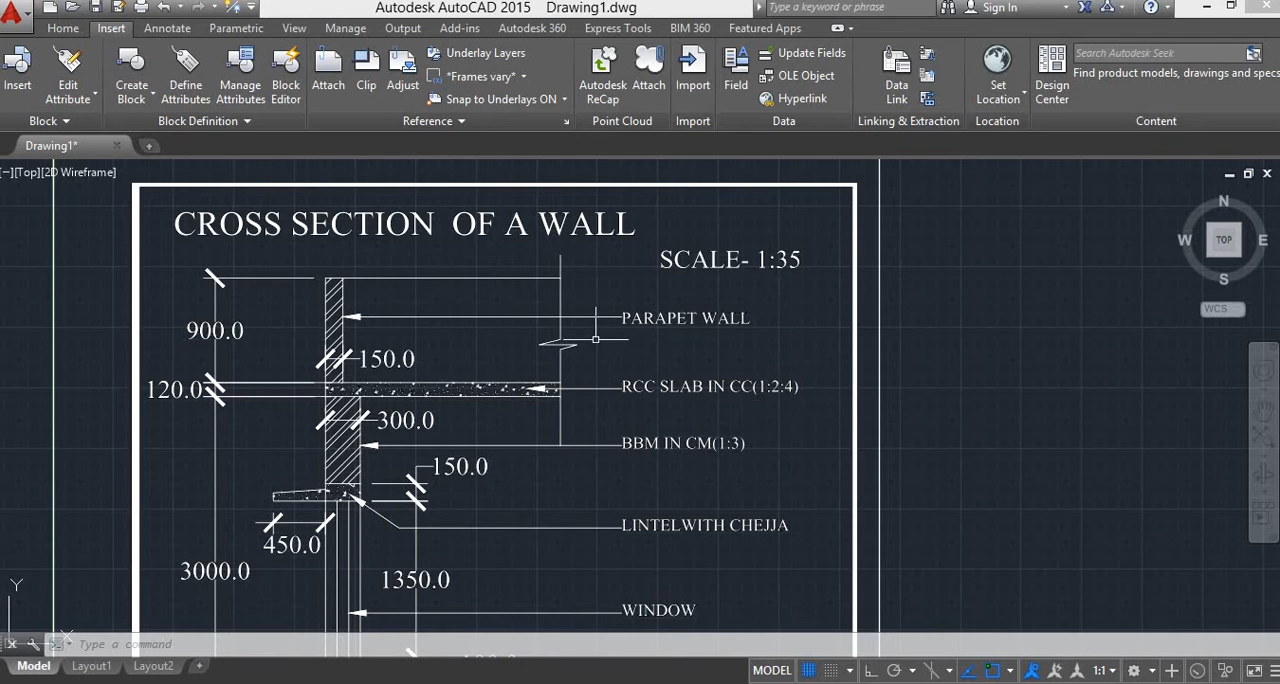 Autodesk AutoCAD 2015 Drawing1.dwg
Type a keyword or phrase
Sign In
Home Insert Annotate Parametric View Manage Output Add-ins Autodesk 360 Express Tools BIM 360 Featured Apps
Insert
Edit Attribute
Create Block
Define Attributes
Manage Attributes
Block Editor
Attach
Clip
Adjust
Underlay Layers
*Frames vary*
Snap to Underlays ON
Autodesk ReCap
Attach
Import
Field
Update Fields
OLE Object
Hyperlink
Data Link
Set Location
Design Center
Search Autodesk Seek
Find product models, drawings and specs
Block
Block Definition
Reference
Point Cloud
Import
Data
Linking & Extraction
Location
Content
Drawing1*
[−][Top][2D Wireframe]
N
W TOP E
S
WCS
CROSS SECTION OF A WALL
SCALE- 1:35
900.0
PARAPET WALL
150.0
120.0
RCC SLAB IN CC(1:2:4)
300.0
BBM IN CM(1:3)
150.0
LINTELWITH CHEJJA
450.0
3000.0
1350.0
WINDOW
Y
X
Type a command
Model Layout1 Layout2
MODEL
1:1